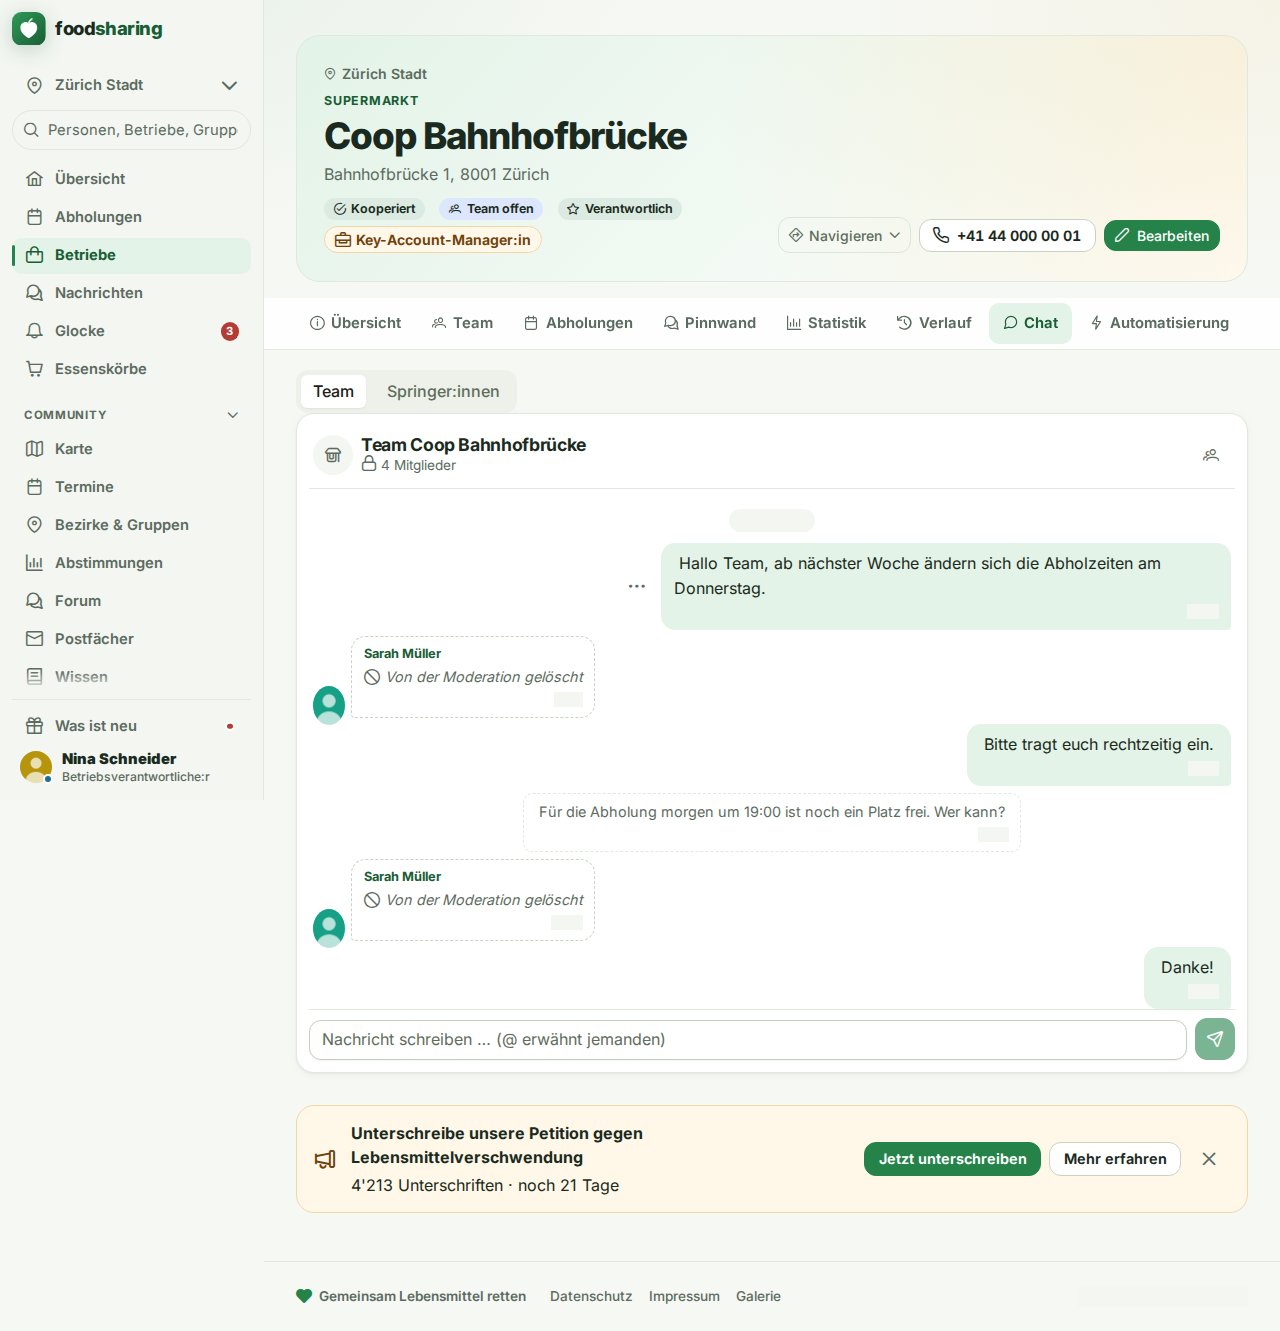 foodsharing
Zürich Stadt
Personen, Betriebe, Grupp
Übersicht
Abholungen
Betriebe
Nachrichten
Glocke 3
Essenskörbe
COMMUNITY
Karte
Termine
Bezirke & Gruppen
Abstimmungen
Forum
Postfächer
Wissen
Was ist neu
Nina Schneider
Betriebsverantwortliche:r
Zürich Stadt
SUPERMARKT
Coop Bahnhofbrücke
Bahnhofbrücke 1, 8001 Zürich
Kooperiert Team offen Verantwortlich
Key-Account-Manager:in
Navigieren +41 44 000 00 01 Bearbeiten
Übersicht Team Abholungen Pinnwand Statistik Verlauf Chat Automatisierung
Team Springer:innen
Team Coop Bahnhofbrücke
4 Mitglieder
Hallo Team, ab nächster Woche ändern sich die Abholzeiten am
Donnerstag.
Sarah Müller
Von der Moderation gelöscht
Bitte tragt euch rechtzeitig ein.
Für die Abholung morgen um 19:00 ist noch ein Platz frei. Wer kann?
Sarah Müller
Von der Moderation gelöscht
Danke!
Nachricht schreiben … (@ erwähnt jemanden)
Unterschreibe unsere Petition gegen
Lebensmittelverschwendung
4'213 Unterschriften · noch 21 Tage
Jetzt unterschreiben Mehr erfahren
Gemeinsam Lebensmittel retten Datenschutz Impressum Galerie